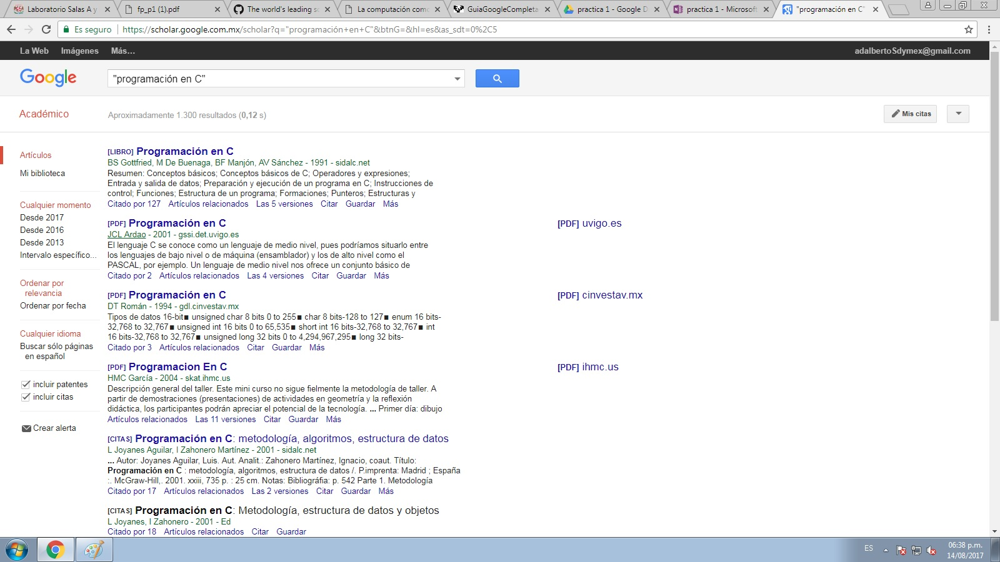 Laboratorio Salas A y
fp_p1 (1).pdf
The world's leading s
La computación como
GuiaGoogleCompleta
practica 1 - Google D
practica 1 - Microsoft
"programación en C"
Es seguro
https://scholar.google.com.mx/scholar?q="programación+en+C"&btnG=&hl=es&as_sdt=0%2C5
La Web Imágenes Más...
adalbertoSdymex@gmail.com
Google
"programación en C"
Académico
Aproximadamente 1.300 resultados (0,12 s)
Mis citas
Artículos
Mi biblioteca
Cualquier momento
Desde 2017
Desde 2016
Desde 2013
Intervalo específico...
Ordenar por
relevancia
Ordenar por fecha
Cualquier idioma
Buscar sólo páginas
en español
incluir patentes
incluir citas
Crear alerta
[LIBRO] Programación en C
BS Gottfried, M De Buenaga, BF Manjón, AV Sánchez - 1991 - sidalc.net
Resumen: Conceptos básicos; Conceptos básicos de C; Operadores y expresiones;
Entrada y salida de datos; Preparación y ejecución de un programa en C; Instrucciones de
control; Funciones; Estructura de un programa; Formaciones; Punteros; Estructuras y
Citado por 127 Artículos relacionados Las 5 versiones Citar Guardar Más
[PDF] Programación en C
[PDF] uvigo.es
JCL Ardao - 2001 - gssi.det.uvigo.es
El lenguaje C se conoce como un lenguaje de medio nivel, pues podríamos situarlo entre
los lenguajes de bajo nivel o de máquina (ensamblador) y los de alto nivel como el
PASCAL, por ejemplo. Un lenguaje de medio nivel nos ofrece un conjunto básico de
Citado por 2 Artículos relacionados Las 4 versiones Citar Guardar Más
[PDF] Programación en C
[PDF] cinvestav.mx
DT Román - 1994 - gdl.cinvestav.mx
Tipos de datos 16-bit■ unsigned char 8 bits 0 to 255■ char 8 bits-128 to 127■ enum 16 bits-
32,768 to 32,767■ unsigned int 16 bits 0 to 65,535■ short int 16 bits-32,768 to 32,767■ int
16 bits-32,768 to 32,767■ unsigned long 32 bits 0 to 4,294,967,295■ long 32 bits-
Citado por 3 Artículos relacionados Citar Guardar Más
[PDF] Programacion En C
[PDF] ihmc.us
HMC García - 2004 - skat.ihmc.us
Descripción general del taller. Este mini curso no sigue fielmente la metodología de taller. A
partir de demostraciones (presentaciones) de actividades en geometría y la reflexión
didáctica, los participantes podrán apreciar el potencial de la tecnología. ... Primer día: dibujo
Artículos relacionados Las 11 versiones Citar Guardar Más
[CITAS] Programación en C: metodología, algoritmos, estructura de datos
L Joyanes Aguilar, I Zahonero Martínez - 2001 - sidalc.net
... Autor: Joyanes Aguilar, Luis. Aut. Analit.: Zahonero Martínez, Ignacio, coaut. Título:
Programación en C : metodología, algoritmos, estructura de datos /. P.imprenta: Madrid ; España
:. McGraw-Hill,. 2001. xxiii, 735 p. : 25 cm. Notas: Bibliográfia: p. 542 Parte 1. Metodología
Citado por 17 Artículos relacionados Las 2 versiones Citar Guardar Más
[CITAS] Programación en C: Metodología, estructura de datos y objetos
L Joyanes, I Zahonero - 2001 - Ed
Citado por 18 Artículos relacionados Citar Guardar
ES
06:38 p.m.
14/08/2017